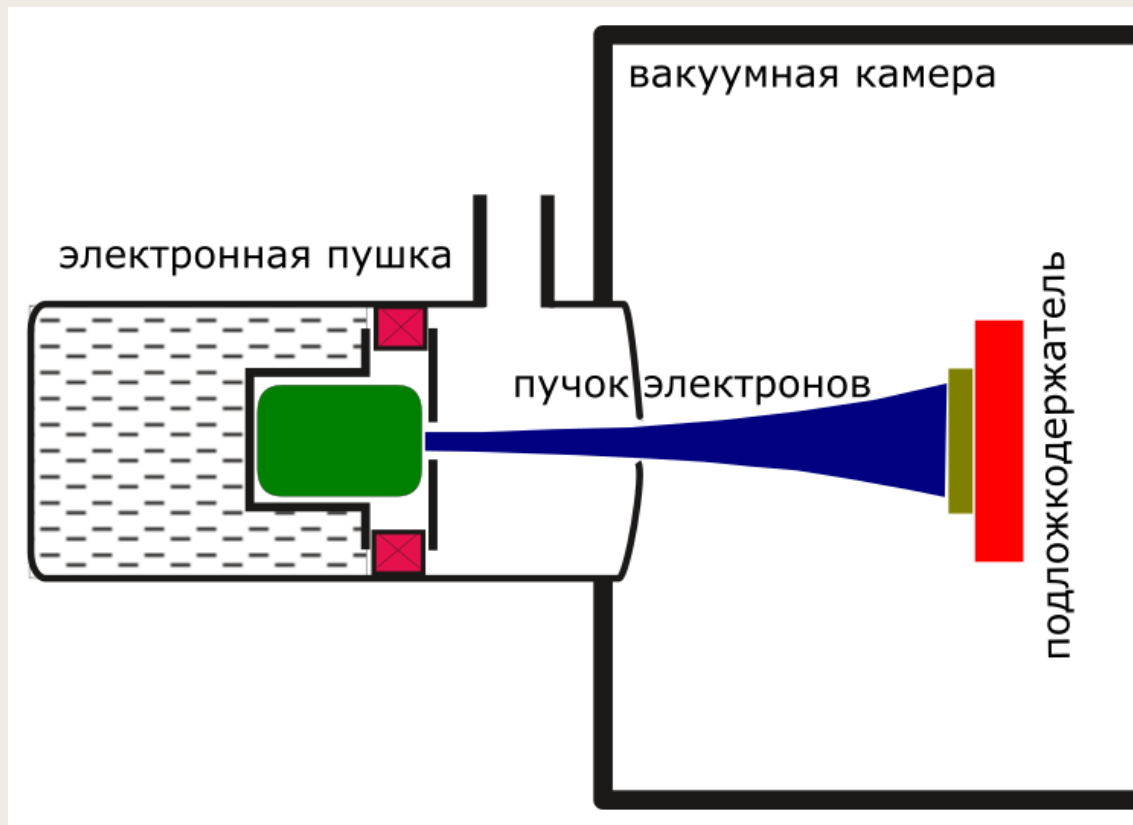 вакуумная камера
электронная пушка
пучок электронов
подложкодержатель